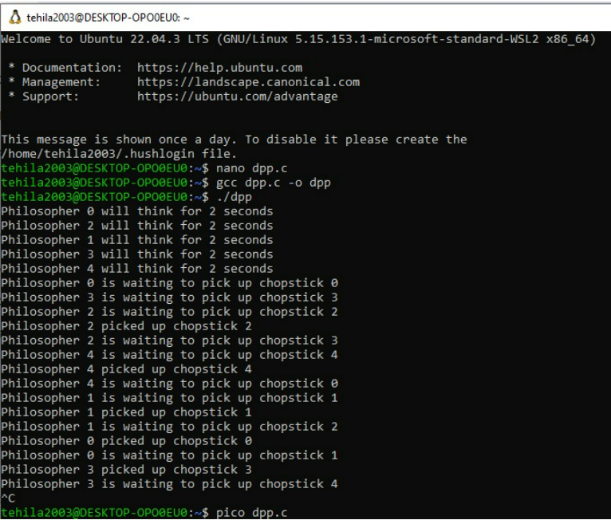 tehila2003@DESKTOP-OPO0EU0: ~
Welcome to Ubuntu 22.04.3 LTS (GNU/Linux 5.15.153.1-microsoft-standard-WSL2 x86_64)
* Documentation: https://help.ubuntu.com
* Management: https://landscape.canonical.com
* Support: https://ubuntu.com/advantage
This message is shown once a day. To disable it please create the
/home/tehila2003/.hushlogin file.
tehila2003@DESKTOP-OPO0EU0:~$ nano dpp.c
tehila2003@DESKTOP-OPO0EU0:~$ gcc dpp.c -o dpp
tehila2003@DESKTOP-OPO0EU0:~$ ./dpp
Philosopher 0 will think for 2 seconds
Philosopher 2 will think for 2 seconds
Philosopher 1 will think for 2 seconds
Philosopher 3 will think for 2 seconds
Philosopher 4 will think for 2 seconds
Philosopher 0 is waiting to pick up chopstick 0
Philosopher 3 is waiting to pick up chopstick 3
Philosopher 2 is waiting to pick up chopstick 2
Philosopher 2 picked up chopstick 2
Philosopher 2 is waiting to pick up chopstick 3
Philosopher 4 is waiting to pick up chopstick 4
Philosopher 4 picked up chopstick 4
Philosopher 4 is waiting to pick up chopstick 0
Philosopher 1 is waiting to pick up chopstick 1
Philosopher 1 picked up chopstick 1
Philosopher 1 is waiting to pick up chopstick 2
Philosopher 0 picked up chopstick 0
Philosopher 0 is waiting to pick up chopstick 1
Philosopher 3 picked up chopstick 3
Philosopher 3 is waiting to pick up chopstick 4
^C
tehila2003@DESKTOP-OPO0EU0:~$ pico dpp.c